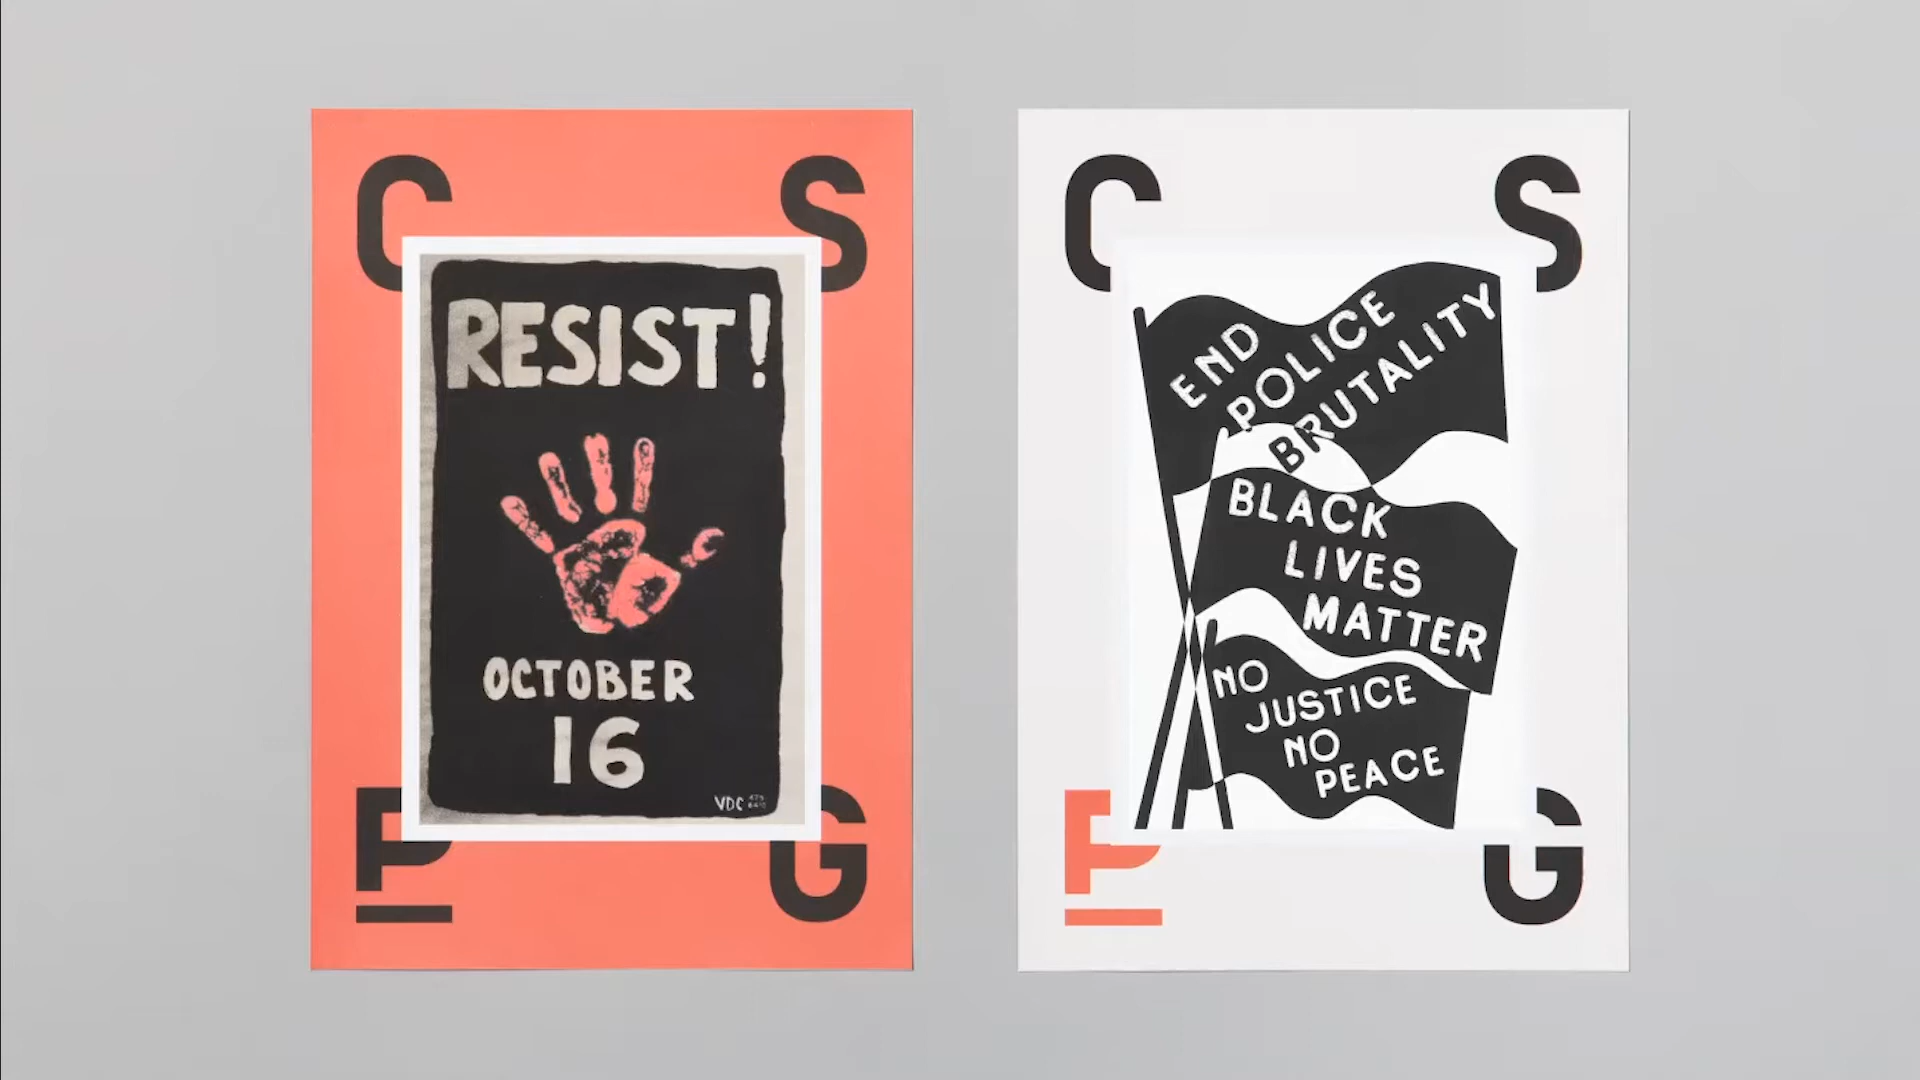 C S
RESIST!
OCTOBER
16
VDC
P G
C S
END
POLICE
BRUTALITY
BLACK
LIVES
MATTER
NO
JUSTICE
NO
PEACE
P G